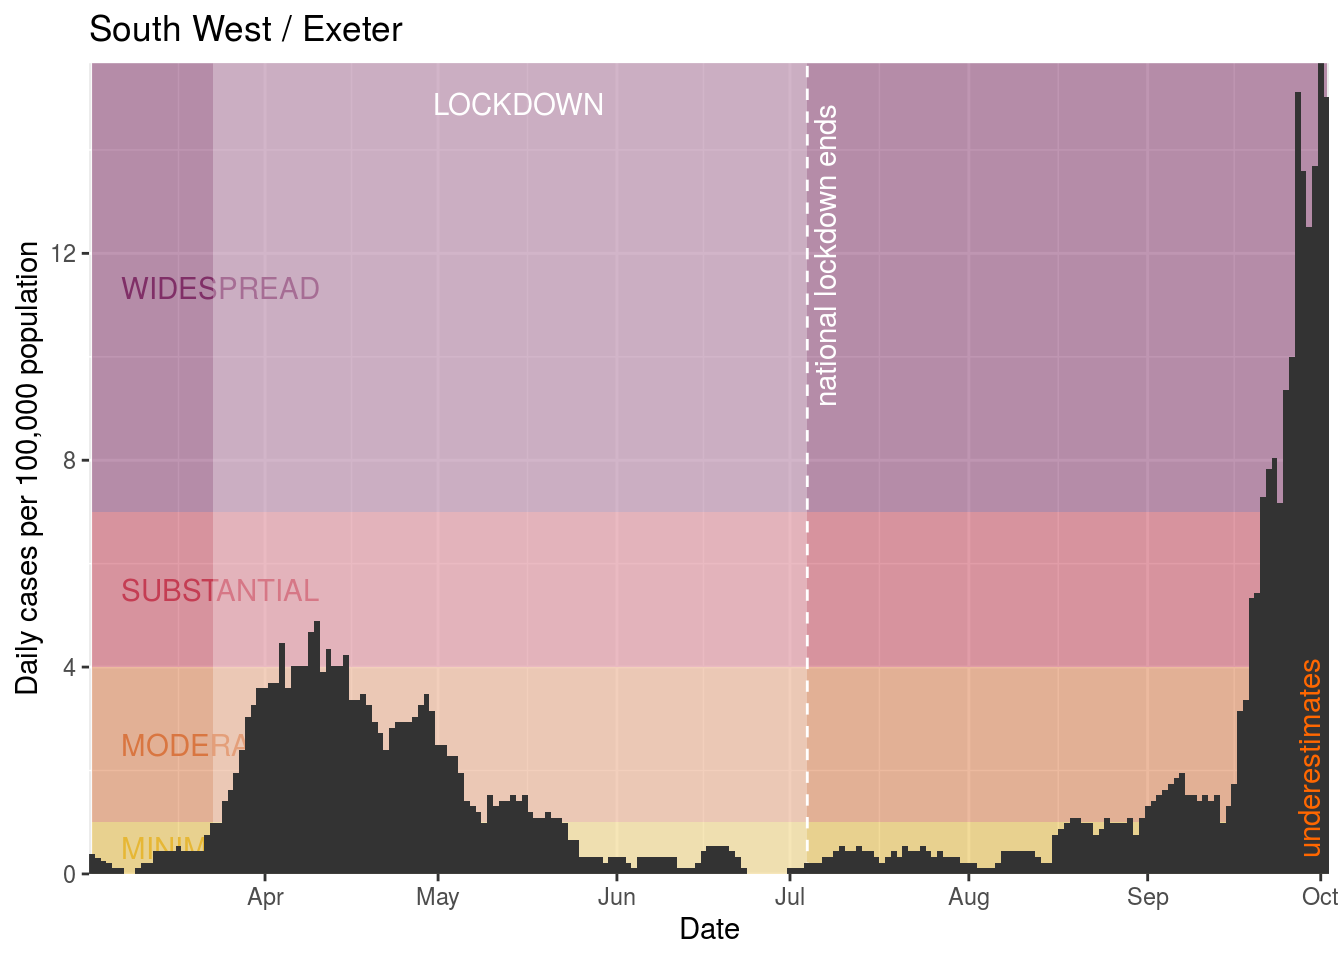 South West / Exeter
LOCKDOWN
national lockdown ends
WIDESPREAD
SUBSTANTIAL
MODERA
MINIM
underestimates
Daily cases per 100,000 population
12
8
4
0
Apr May Jun Jul Aug Sep Oct
Date